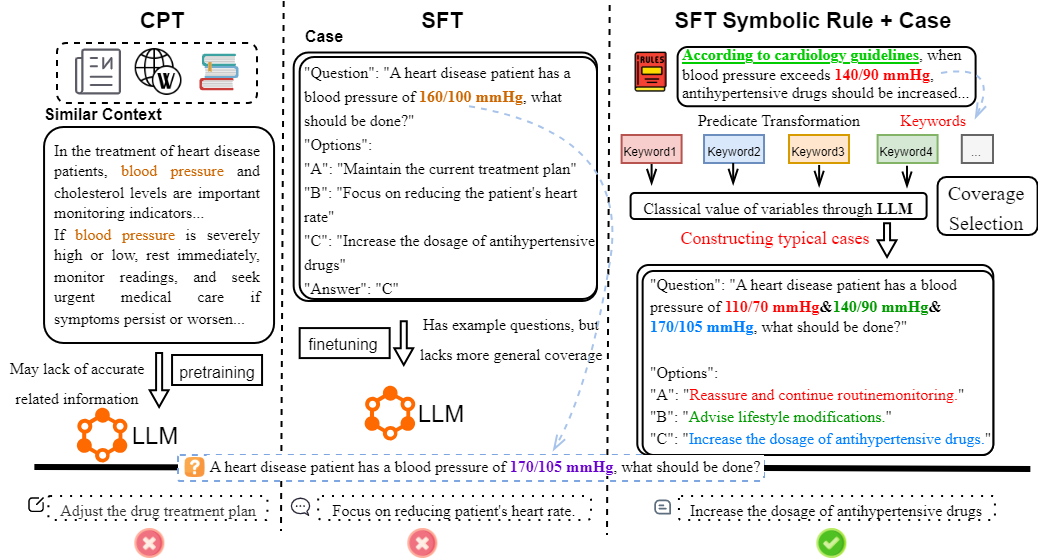 CPT
Similar Context
In the treatment of heart disease
patients, blood pressure and
cholesterol levels are important
monitoring indicators...
If blood pressure is severely
high or low, rest immediately,
monitor readings, and seek
urgent medical care if
symptoms persist or worsen...
May lack of accurate
related information
pretraining
LLM
SFT
Case
"Question": "A heart disease patient has a
blood pressure of 160/100 mmHg, what
should be done?"
"Options":
"A": "Maintain the current treatment plan"
"B": "Focus on reducing the patient's heart
rate"
"C": "Increase the dosage of antihypertensive
drugs"
"Answer": "C"
finetuning
Has example questions, but
lacks more general coverage
LLM
SFT Symbolic Rule + Case
RULES
According to cardiology guidelines, when
blood pressure exceeds 140/90 mmHg,
antihypertensive drugs should be increased...
Predicate Transformation
Keywords
Keyword1
Keyword2
Keyword3
Keyword4
...
Classical value of variables through LLM
Coverage
Selection
Constructing typical cases
"Question": "A heart disease patient has a blood
pressure of 110/70 mmHg&140/90 mmHg&
170/105 mmHg, what should be done?"
"Options":
"A": "Reassure and continue routinemonitoring."
"B": "Advise lifestyle modifications."
"C": "Increase the dosage of antihypertensive drugs."
? A heart disease patient has a blood pressure of 170/105 mmHg, what should be done?
Adjust the drug treatment plan
Focus on reducing patient's heart rate.
Increase the dosage of antihypertensive drugs